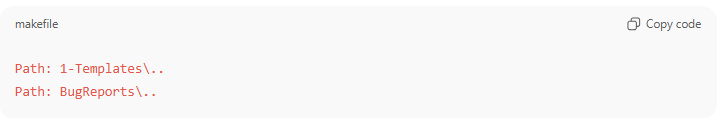 makefile
Copy code
Path: 1-Templates\..
Path: BugReports\..